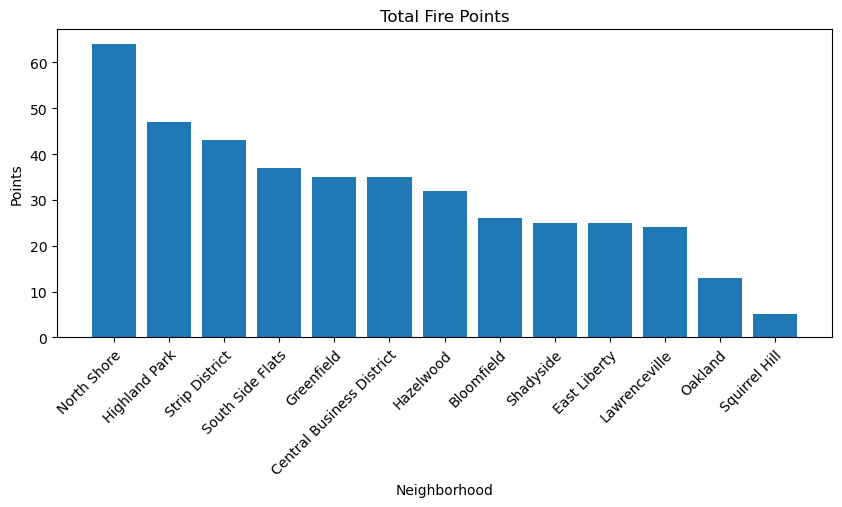 Total Fire Points
Points
60
50
40
30
20
10
0
North Shore
Highland Park
Strip District
South Side Flats
Greenfield
Central Business District
Hazelwood
Bloomfield
Shadyside
East Liberty
Lawrenceville
Oakland
Squirrel Hill
Neighborhood